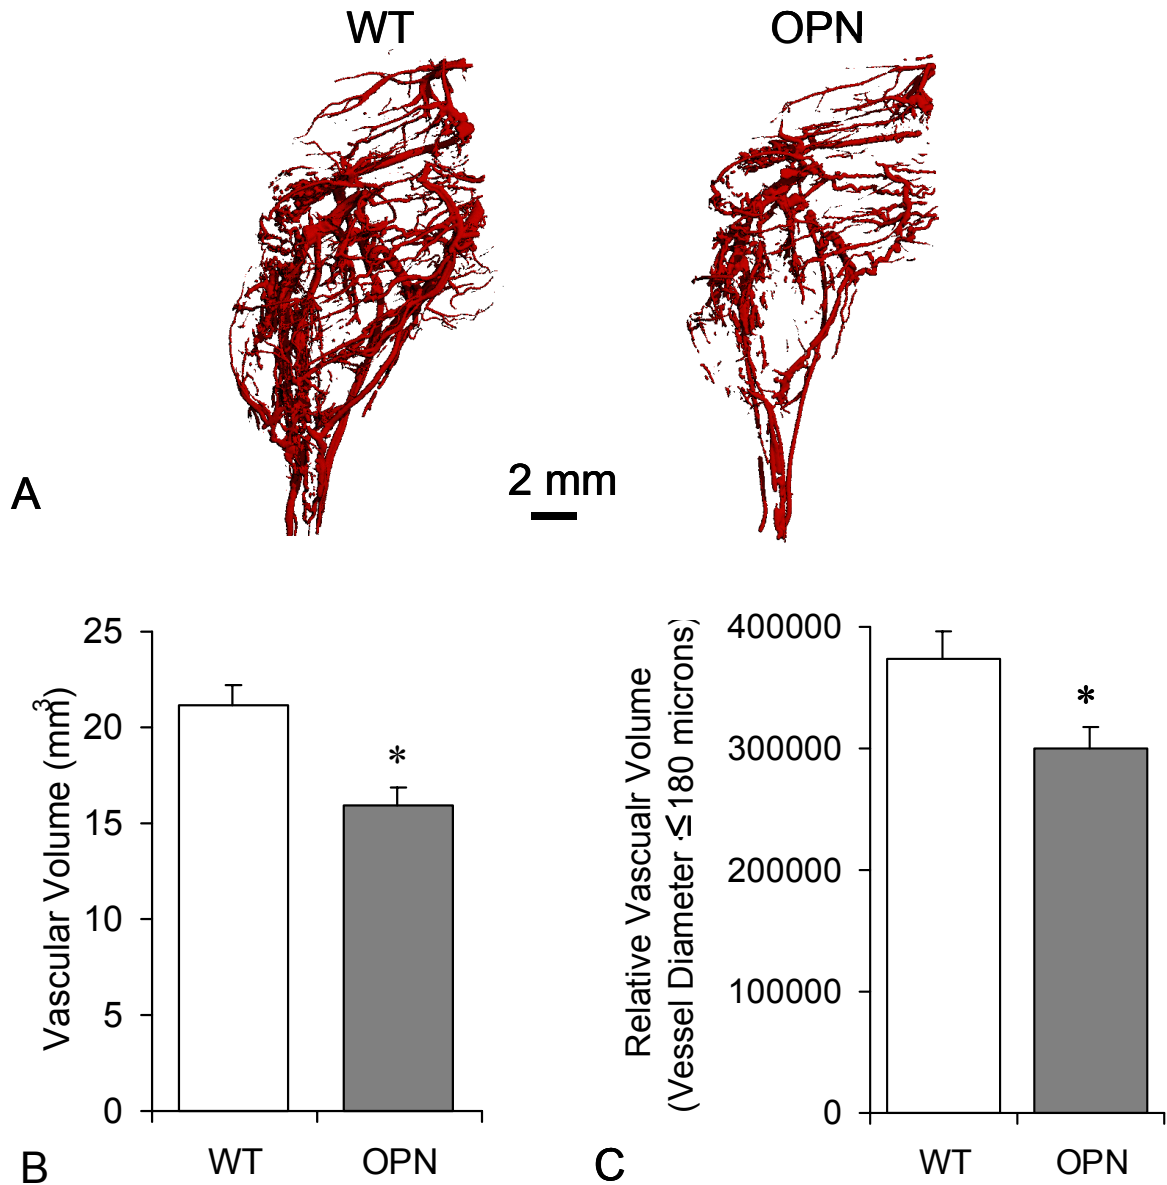 WT
OPN
A
2 mm
Vascular Volume (mm3)
25
20
15
10
5
0
*
WT
OPN
B
Relative Vascualr Volume
(Vessel Diameter ≤180 microns)
400000
300000
200000
100000
0
*
WT
OPN
C